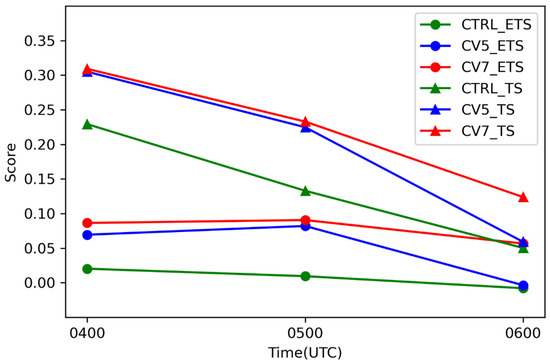 0.35
0.30
0.25
0.20
0.15
0.10
0.05
0.00
Score
0400
0500
0600
Time(UTC)
CTRL_ETS
CV5_ETS
CV7_ETS
CTRL_TS
CV5_TS
CV7_TS